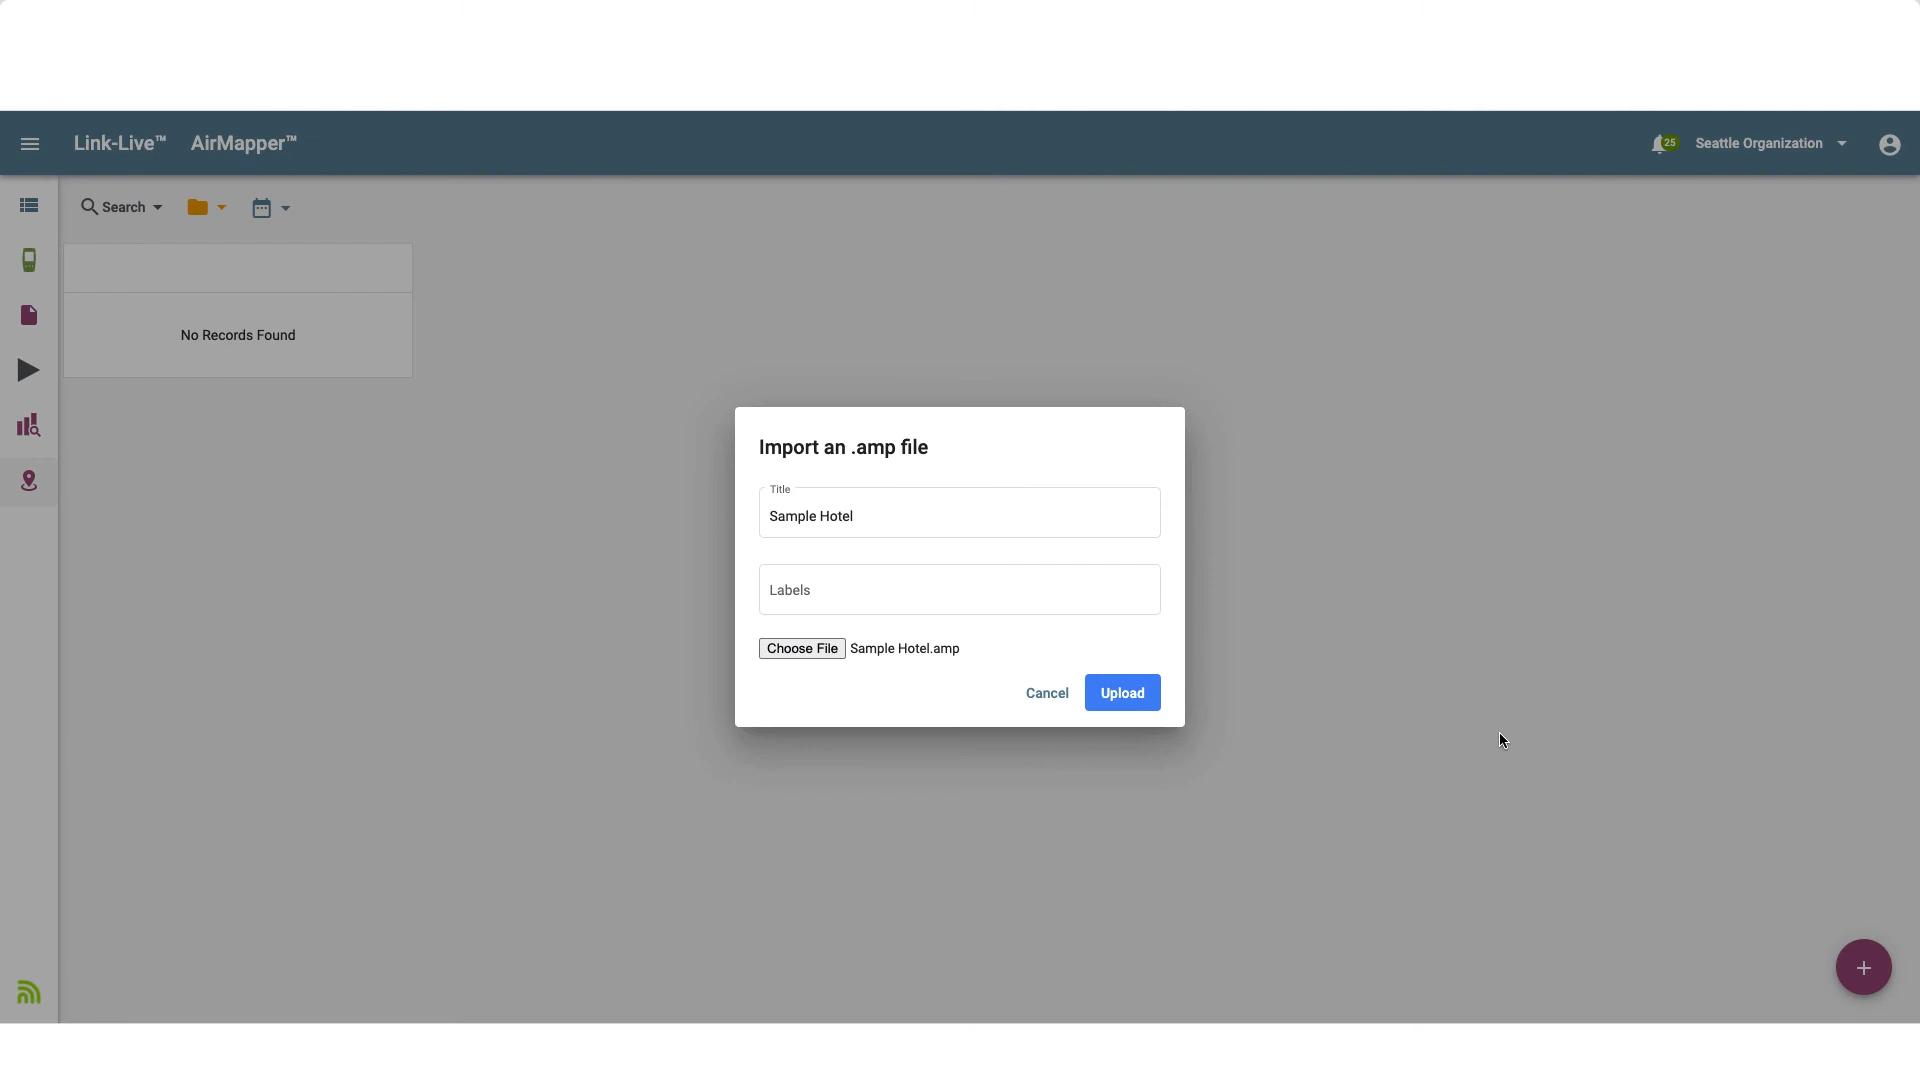 Link-Live™ AirMapper™
25
Seattle Organization
Search
No Records Found
Import an .amp file
Title
Sample Hotel
Labels
Choose File Sample Hotel.amp
Cancel Upload